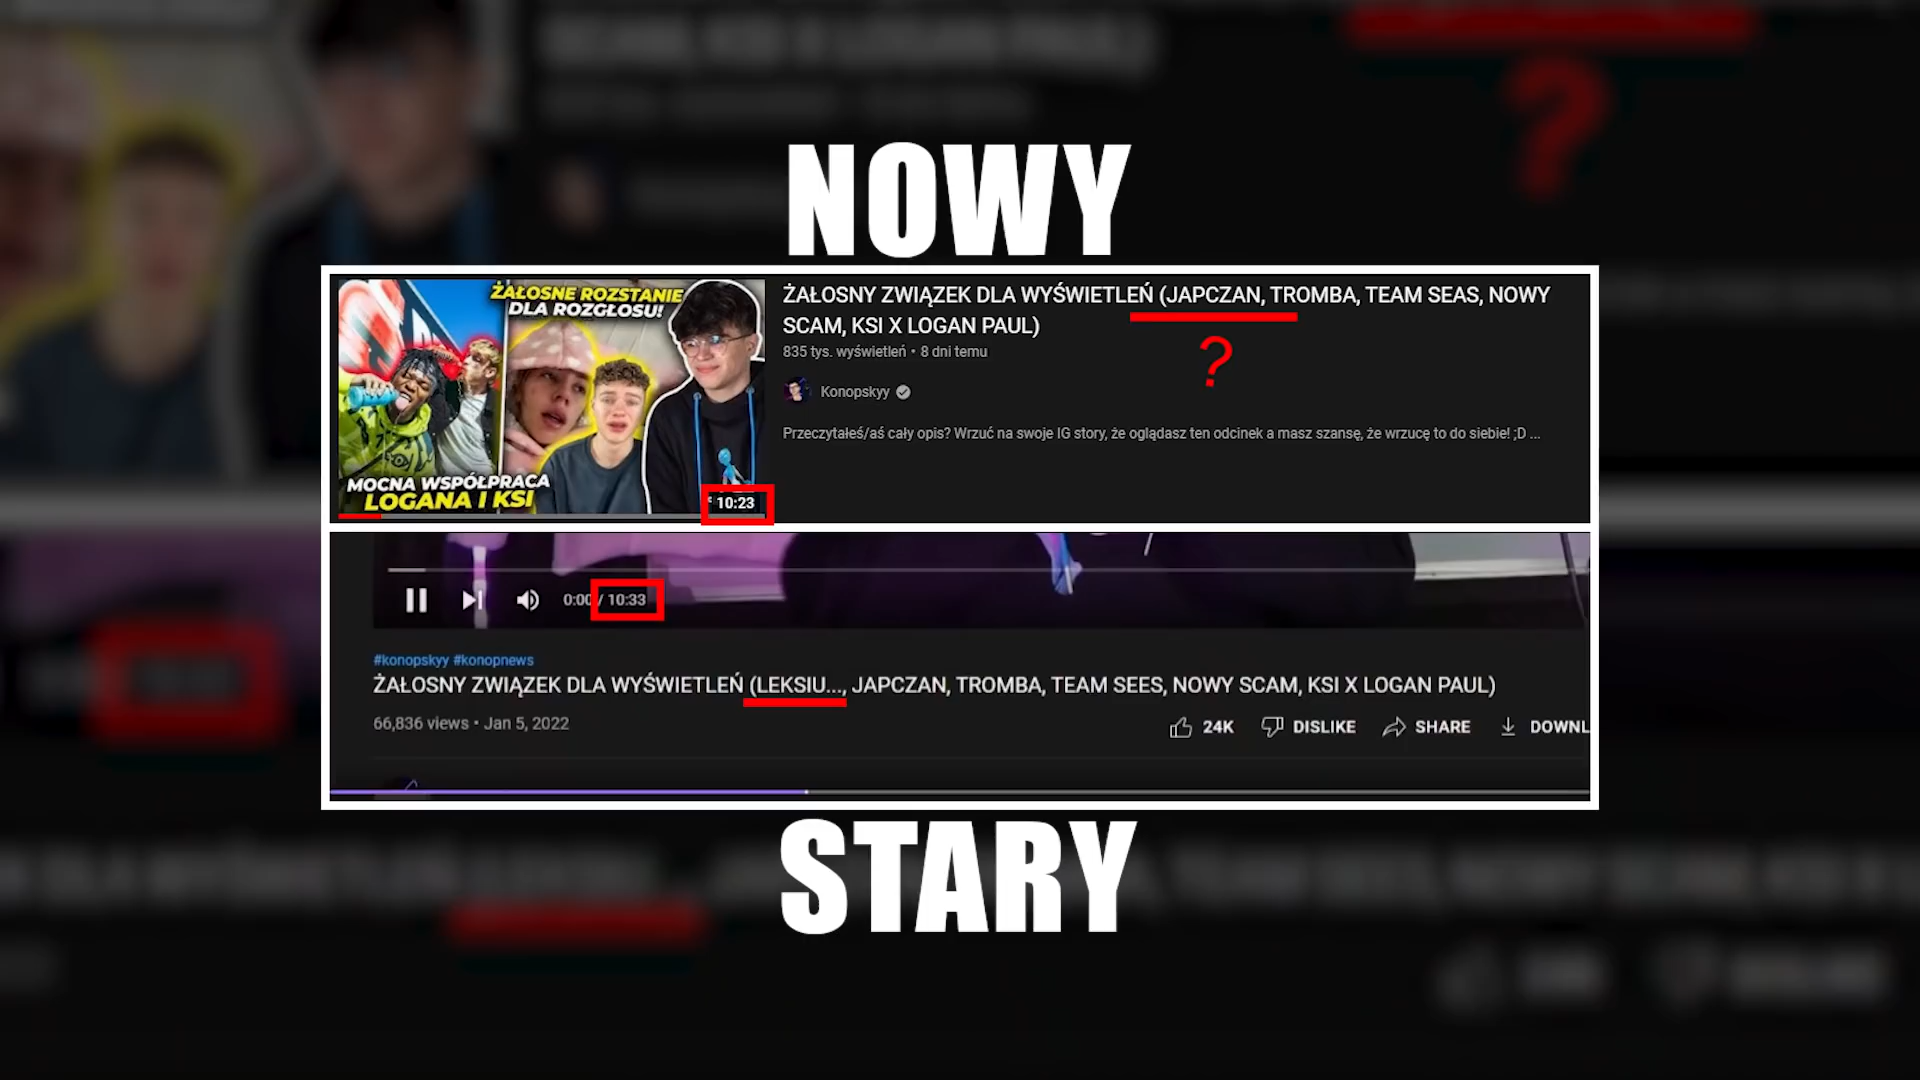 NOWY
ŻAŁOSNE ROZSTANIE
DLA ROZGŁOSU!
MOCNA WSPÓŁPRACA
LOGANA I KSI
10:23
ŻAŁOSNY ZWIĄZEK DLA WYŚWIETLEŃ (JAPCZAN, TROMBA, TEAM SEAS, NOWY
SCAM, KSI X LOGAN PAUL)
835 tys. wyświetleń • 8 dni temu
?
Konopskyy
Przeczytałeś/aś cały opis? Wrzuć na swoje IG story, że oglądasz ten odcinek a masz szansę, że wrzucę to do siebie! ;D ...
0:00 / 10:33
#konopskyy #konopnews
ŻAŁOSNY ZWIĄZEK DLA WYŚWIETLEŃ (LEKSIU..., JAPCZAN, TROMBA, TEAM SEES, NOWY SCAM, KSI X LOGAN PAUL)
66,836 views • Jan 5, 2022
24K DISLIKE SHARE DOWNL
STARY